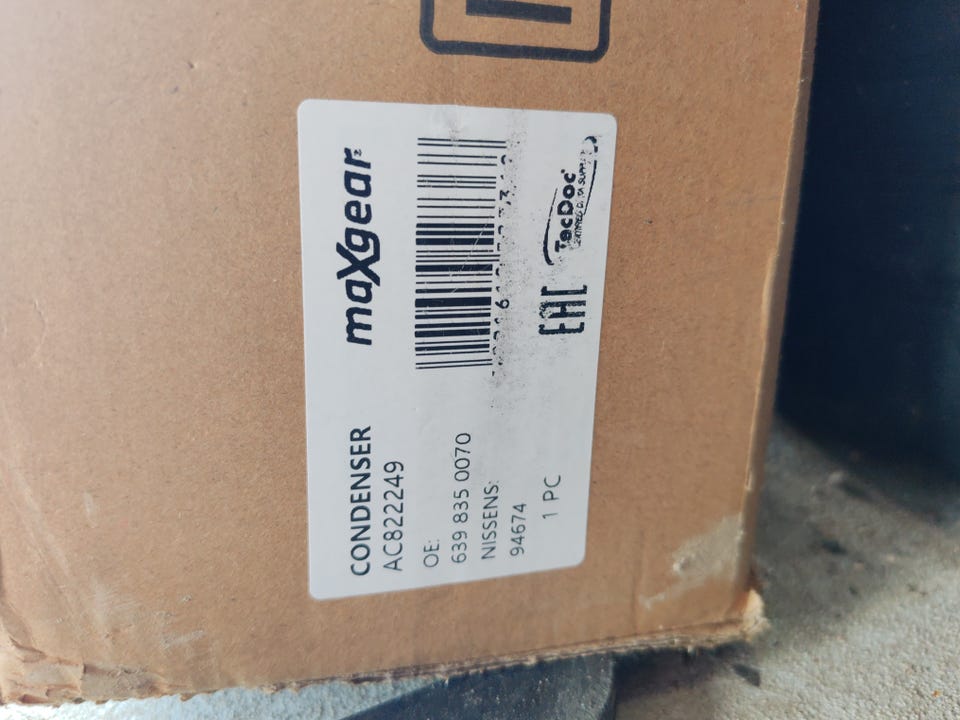 CONDENSER
AC822249
OE:
639 835 0070
NISSENS:
94674
1 PC
maXgear
EAC
TecDoc